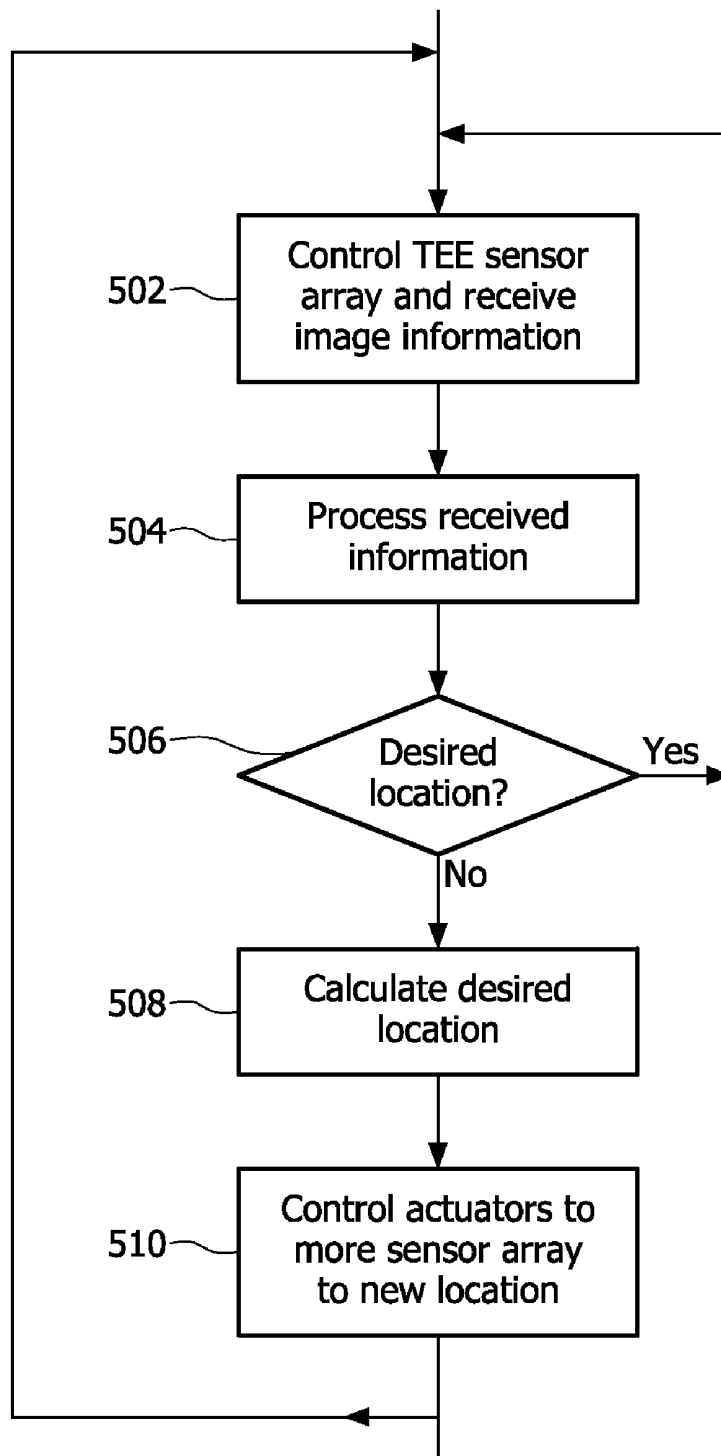 502
Control TEE sensor
array and receive
image information
504
Process received
information
506
Desired
location?
Yes
No
508
Calculate desired
location
510
Control actuators to
more sensor array
to new location